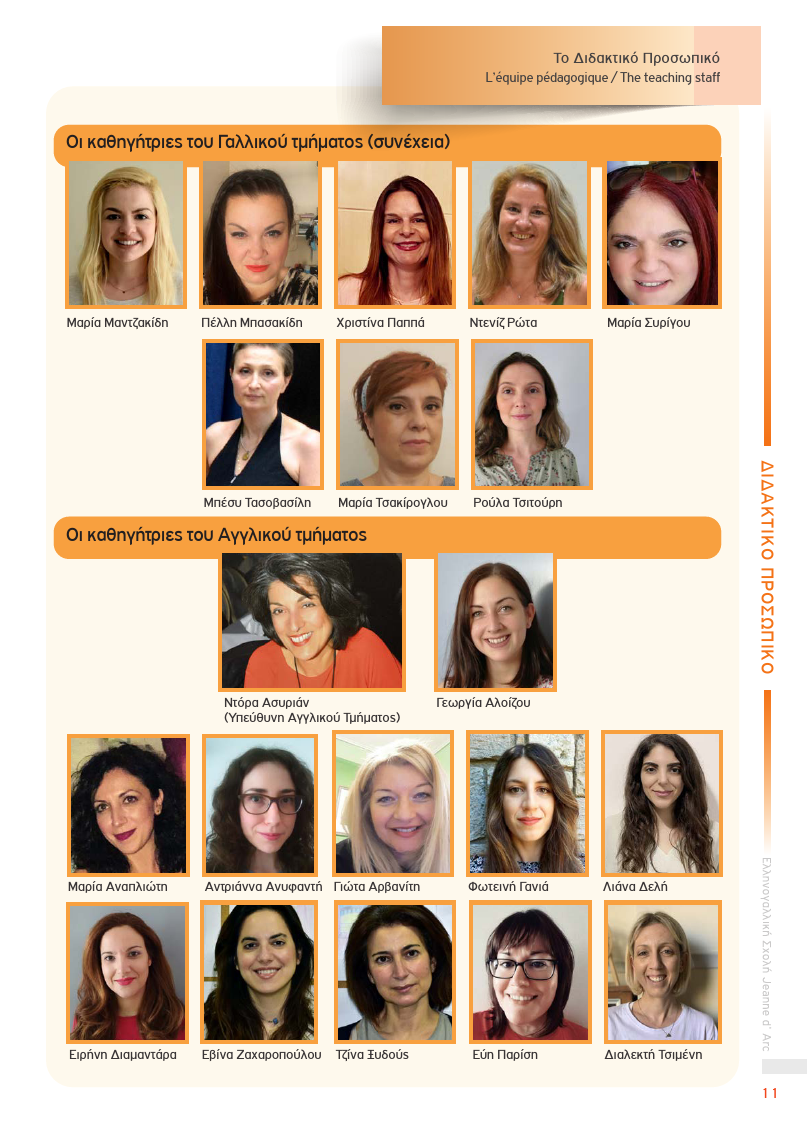 Το Διδακτικό Προσωπικό
L'équipe pédagogique / The teaching staff
Οι καθηγήτριες του Γαλλικού τμήματος (συνέχεια)
Μαρία Μαντζακίδη
Πέλλη Μπασακίδη
Χριστίνα Παππά
Ντενίζ Ρώτα
Μαρία Συρίγου
Μπέσυ Τασοβασίλη
Μαρία Τσακίρογλου
Ρούλα Τσιτούρη
Οι καθηγήτριες του Αγγλικού τμήματος
Ντόρα Ασυριάν
(Υπεύθυνη Αγγλικού Τμήματος)
Γεωργία Αλοίζου
Μαρία Αναπλιώτη
Αντριάννα Ανυφαντή
Γιώτα Αρβανίτη
Φωτεινή Γανιά
Λιάνα Δελή
Ειρήνη Διαμαντάρα
Εβίνα Ζαχαροπούλου
Τζίνα Ξυδούς
Εύη Παρίση
Διαλεκτή Τσιμένη
ΔΙΔΑΚΤΙΚΟ ΠΡΟΣΩΠΙΚΟ
Ελληνογαλλική Σχολή Jeanne d' Arc
11